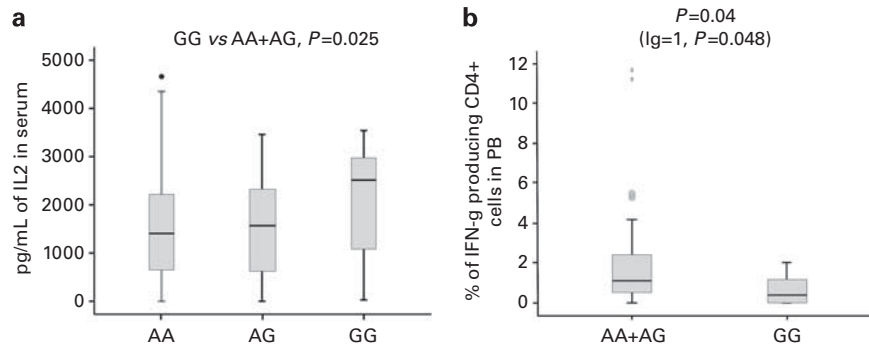 a
GG vs AA+AG, P=0.025
pg/mL of IL2 in serum
5000
4000
3000
2000
1000
0
AA AG GG
b
P=0.04
(Ig=1, P=0.048)
% of IFN-g producing CD4+
cells in PB
12
10
8
6
4
2
0
AA+AG GG